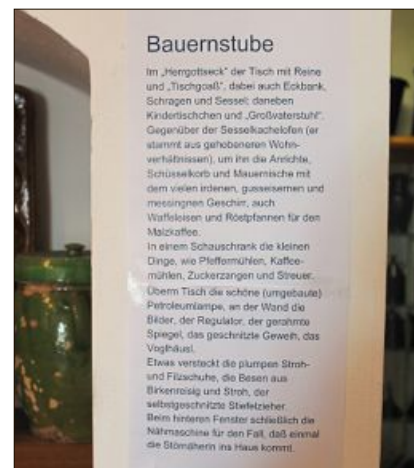 Bauernstube
Im „Herrgottseck" der Tisch mit Reine
und „Tischgoaß", dabei auch Eckbank,
Schragen und Sessel; daneben
Kindertischchen und „Großvaterstuhl".
Gegenüber der Sesselkachelofen (er
stammt aus gehobeneren Wohn-
verhältnissen), um ihn die Anrichte,
Schüsselkorb und Mauernische mit
dem vielen irdenen, gusseisernen und
messingnen Geschirr, auch
Waffeleisen und Röstpfannen für den
Malzkaffee.
In einem Schauschrank die kleinen
Dinge, wie Pfeffermühlen, Kaffee-
mühlen, Zuckerzangen und Streuer.
Überm Tisch die schöne (umgebaute)
Petroleumlampe, an der Wand die
Bilder, der Regulator, der gerahmte
Spiegel, das geschnitzte Geweih, das
Voglhäusl.
Etwas versteckt die plumpen Stroh-
und Filzschuhe, die Besen aus
Birkenreisig und Stroh, der
selbstgeschnitzte Stiefelzieher.
Beim hinteren Fenster schließlich die
Nähmaschine für den Fall, daß einmal
die Störnäherin ins Haus kommt.